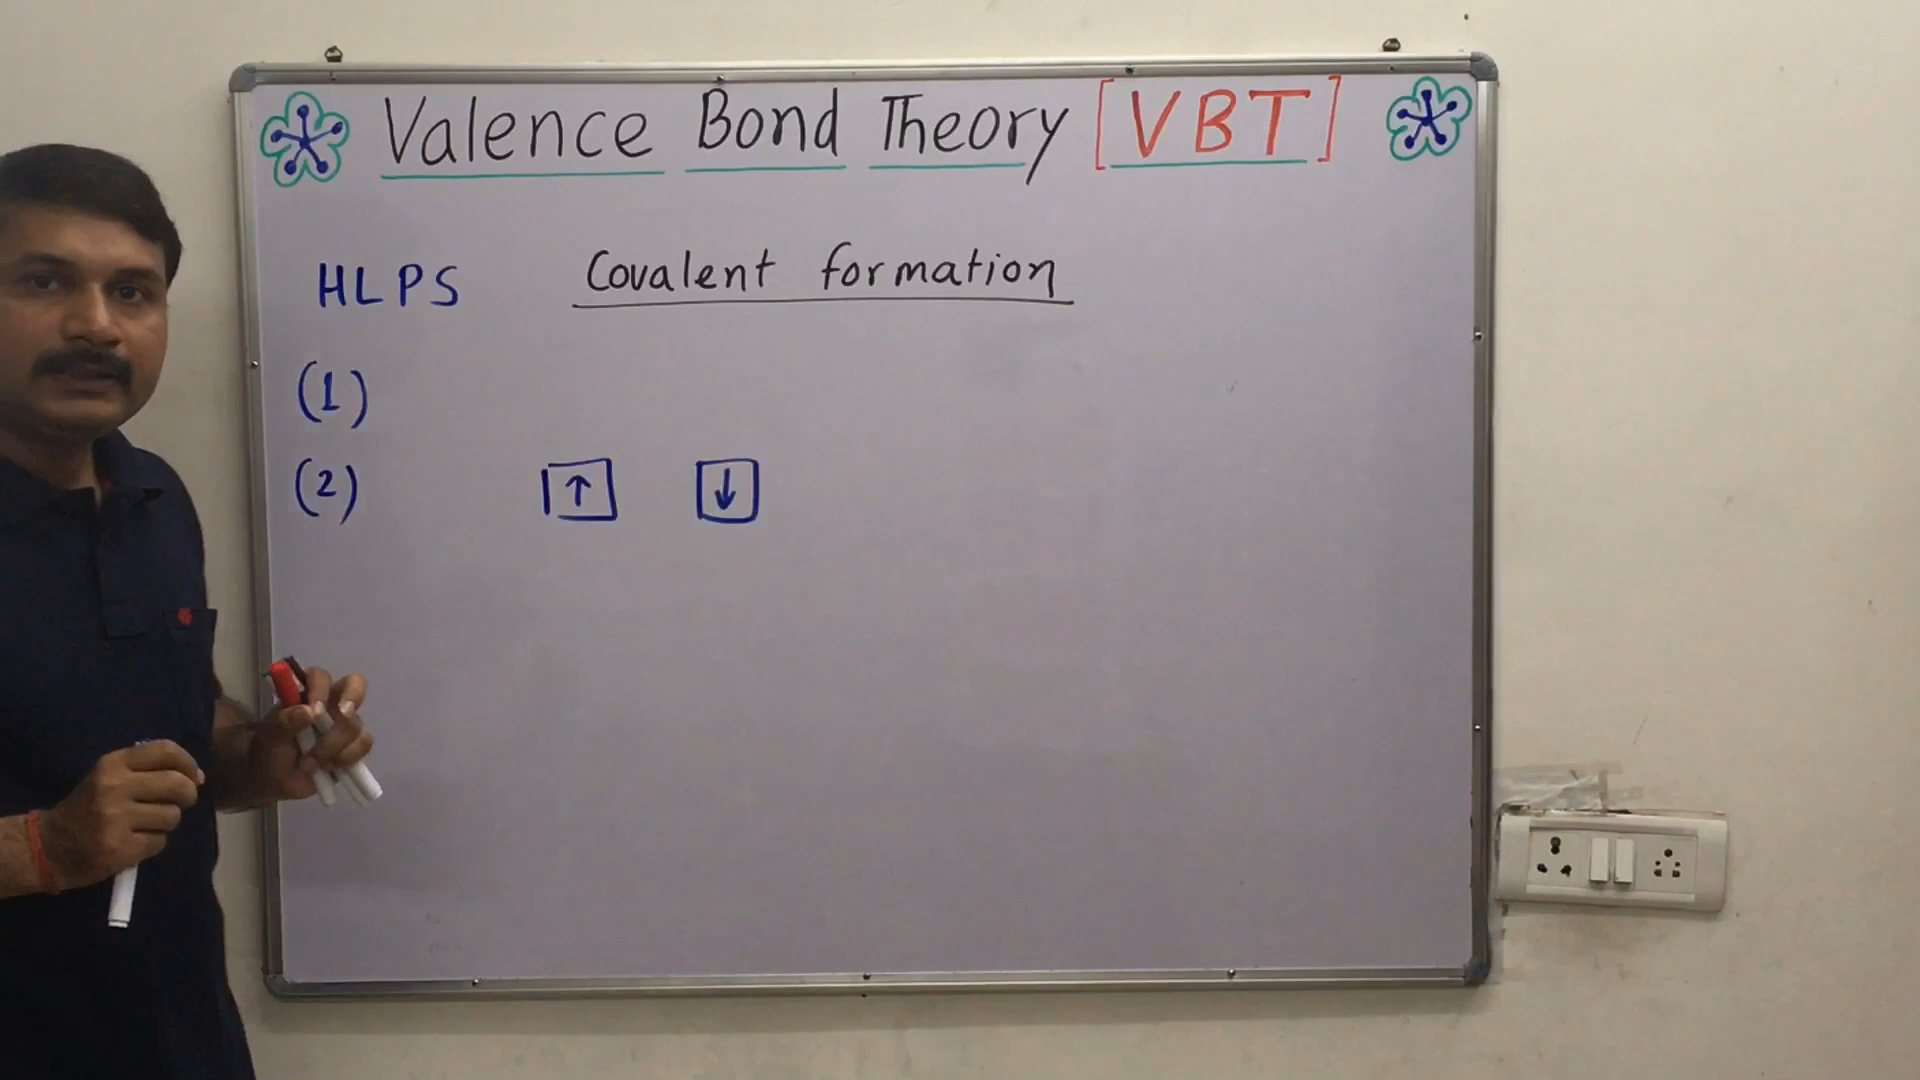 Valence Bond Theory [VBT]
HLPS Covalent formation
(1)
(2) ↑ ↓